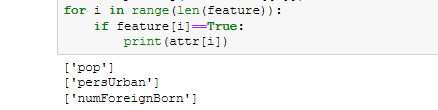 for i in range(len(feature)):
    if feature[i]==True:
        print(attr[i])
['pop']
['persUrban']
['numForeignBorn']